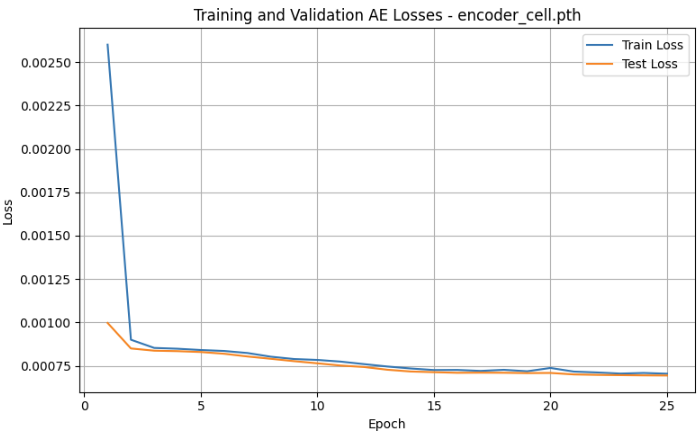 Training and Validation AE Losses - encoder_cell.pth
Train Loss
Test Loss
0.00250
0.00225
0.00200
0.00175
0.00150
0.00125
0.00100
0.00075
Loss
0 5 10 15 20 25
Epoch